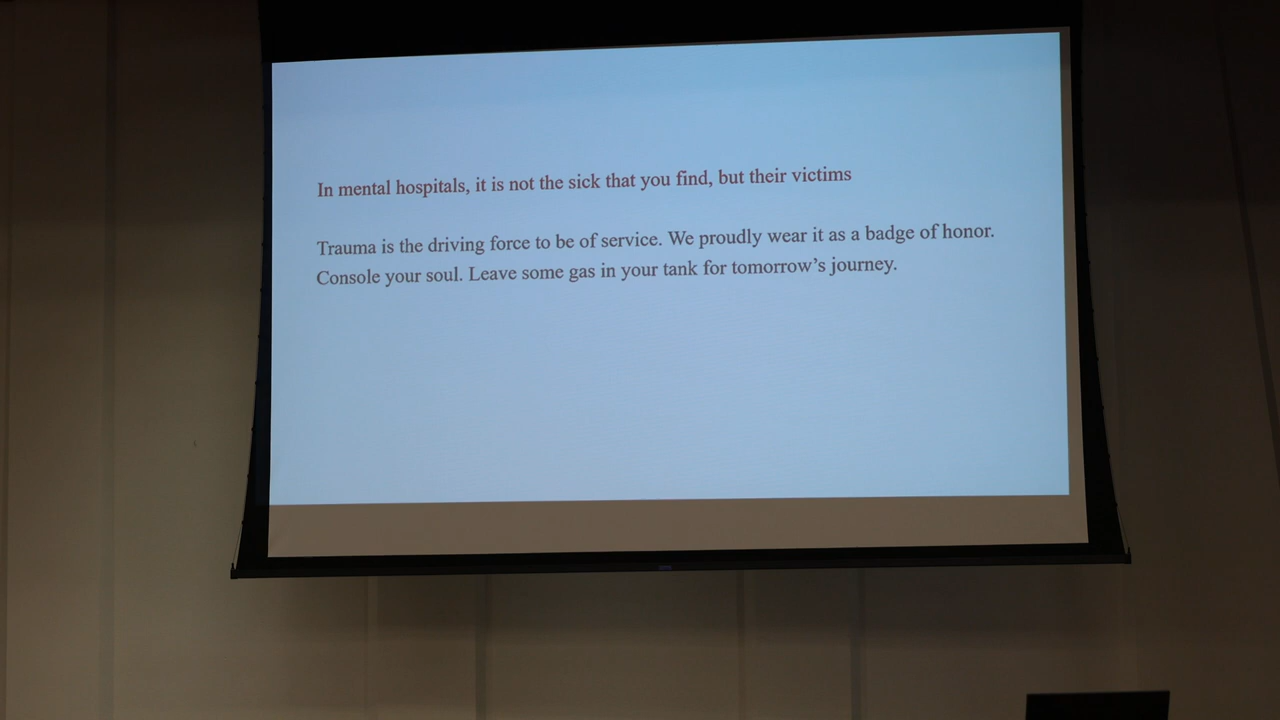 In mental hospitals, it is not the sick that you find, but their victims
Trauma is the driving force to be of service. We proudly wear it as a badge of honor.
Console your soul. Leave some gas in your tank for tomorrow’s journey.